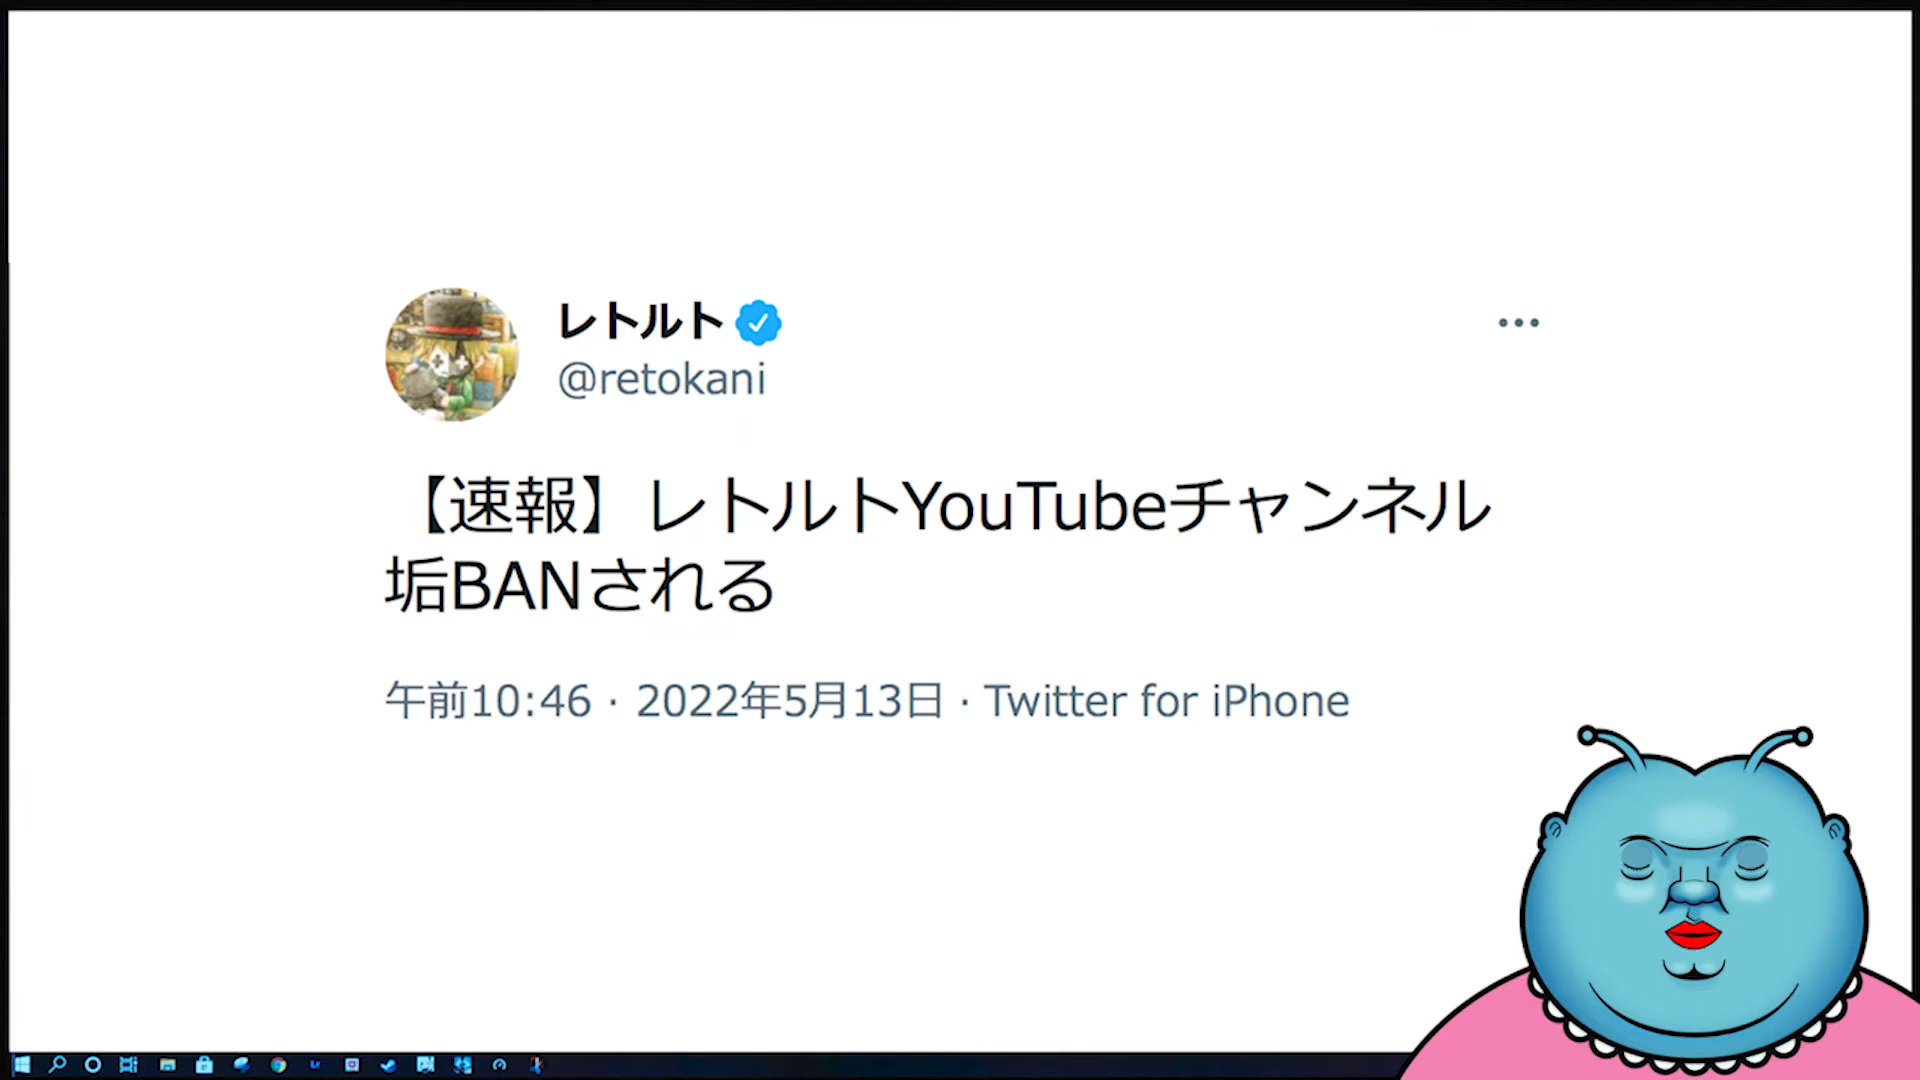 レトルト
@retokani
【速報】レトルトYouTubeチャンネル
垢BANされる
午前10:46 · 2022年5月13日 · Twitter for iPhone